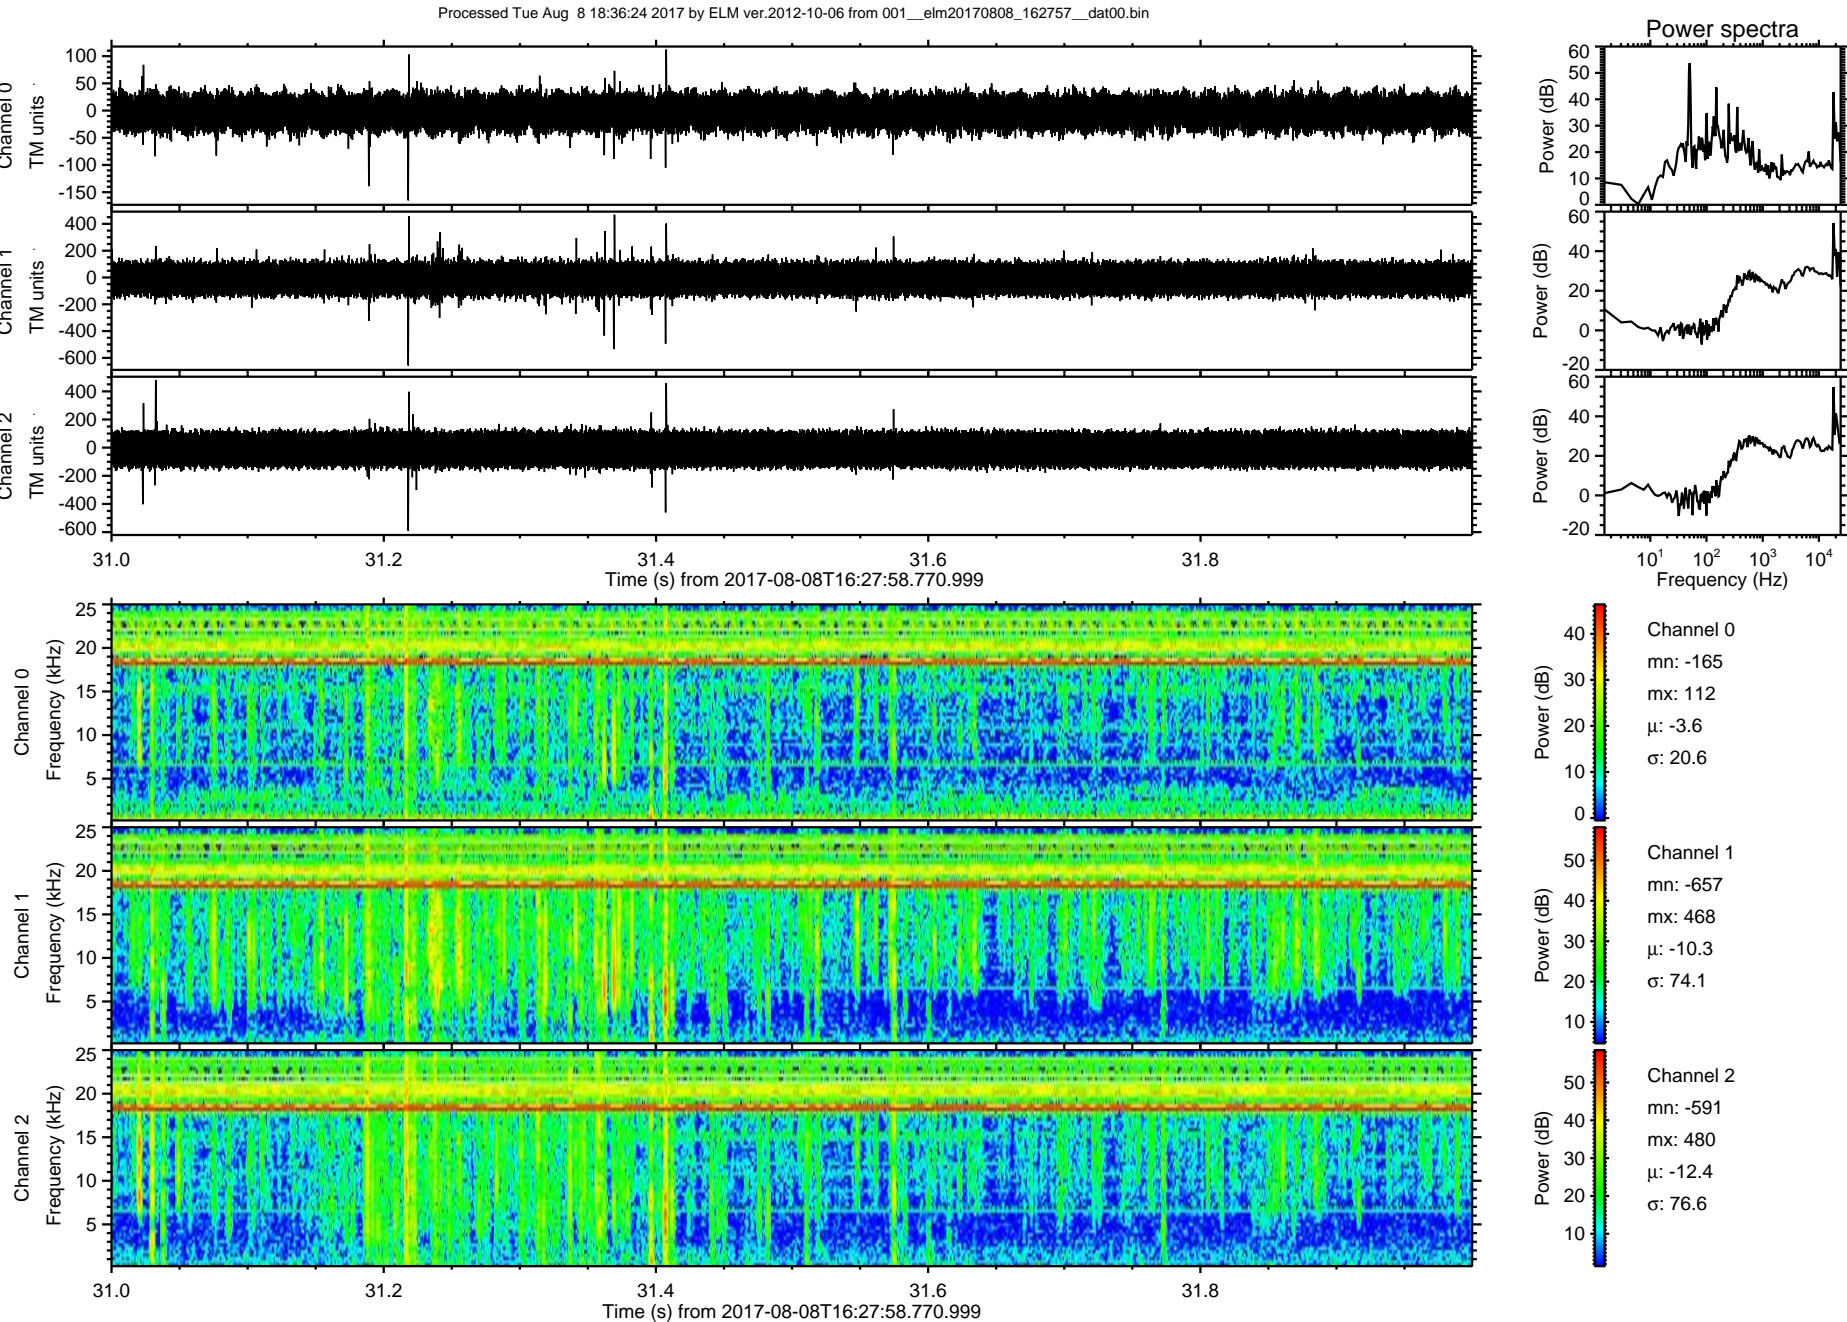 Processed Tue Aug  8 18:36:24 2017 by ELM ver.2012-10-06 from 001__elm20170808_162757__dat00.bin
Power spectra
Channel 0
TM units
100
50
0
-50
-100
-150
Power (dB)
60
50
40
30
20
10
0
Channel 1
TM units
400
200
0
-200
-400
-600
Power (dB)
60
40
20
0
-20
Channel 2
TM units
400
200
0
-200
-400
-600
Power (dB)
60
40
20
0
-20
31.0 31.2 31.4 31.6 31.8
Time (s) from 2017-08-08T16:27:58.770.999
10¹ 10² 10³ 10⁴
Frequency (Hz)
Channel 0
Frequency (kHz)
25
20
15
10
5
Power (dB)
40
30
20
10
0
Channel 0
mn: -165
mx: 112
μ: -3.6
σ: 20.6
Channel 1
Frequency (kHz)
25
20
15
10
5
Power (dB)
50
40
30
20
10
Channel 1
mn: -657
mx: 468
μ: -10.3
σ: 74.1
Channel 2
Frequency (kHz)
25
20
15
10
5
Power (dB)
50
40
30
20
10
Channel 2
mn: -591
mx: 480
μ: -12.4
σ: 76.6
31.0 31.2 31.4 31.6 31.8
Time (s) from 2017-08-08T16:27:58.770.999